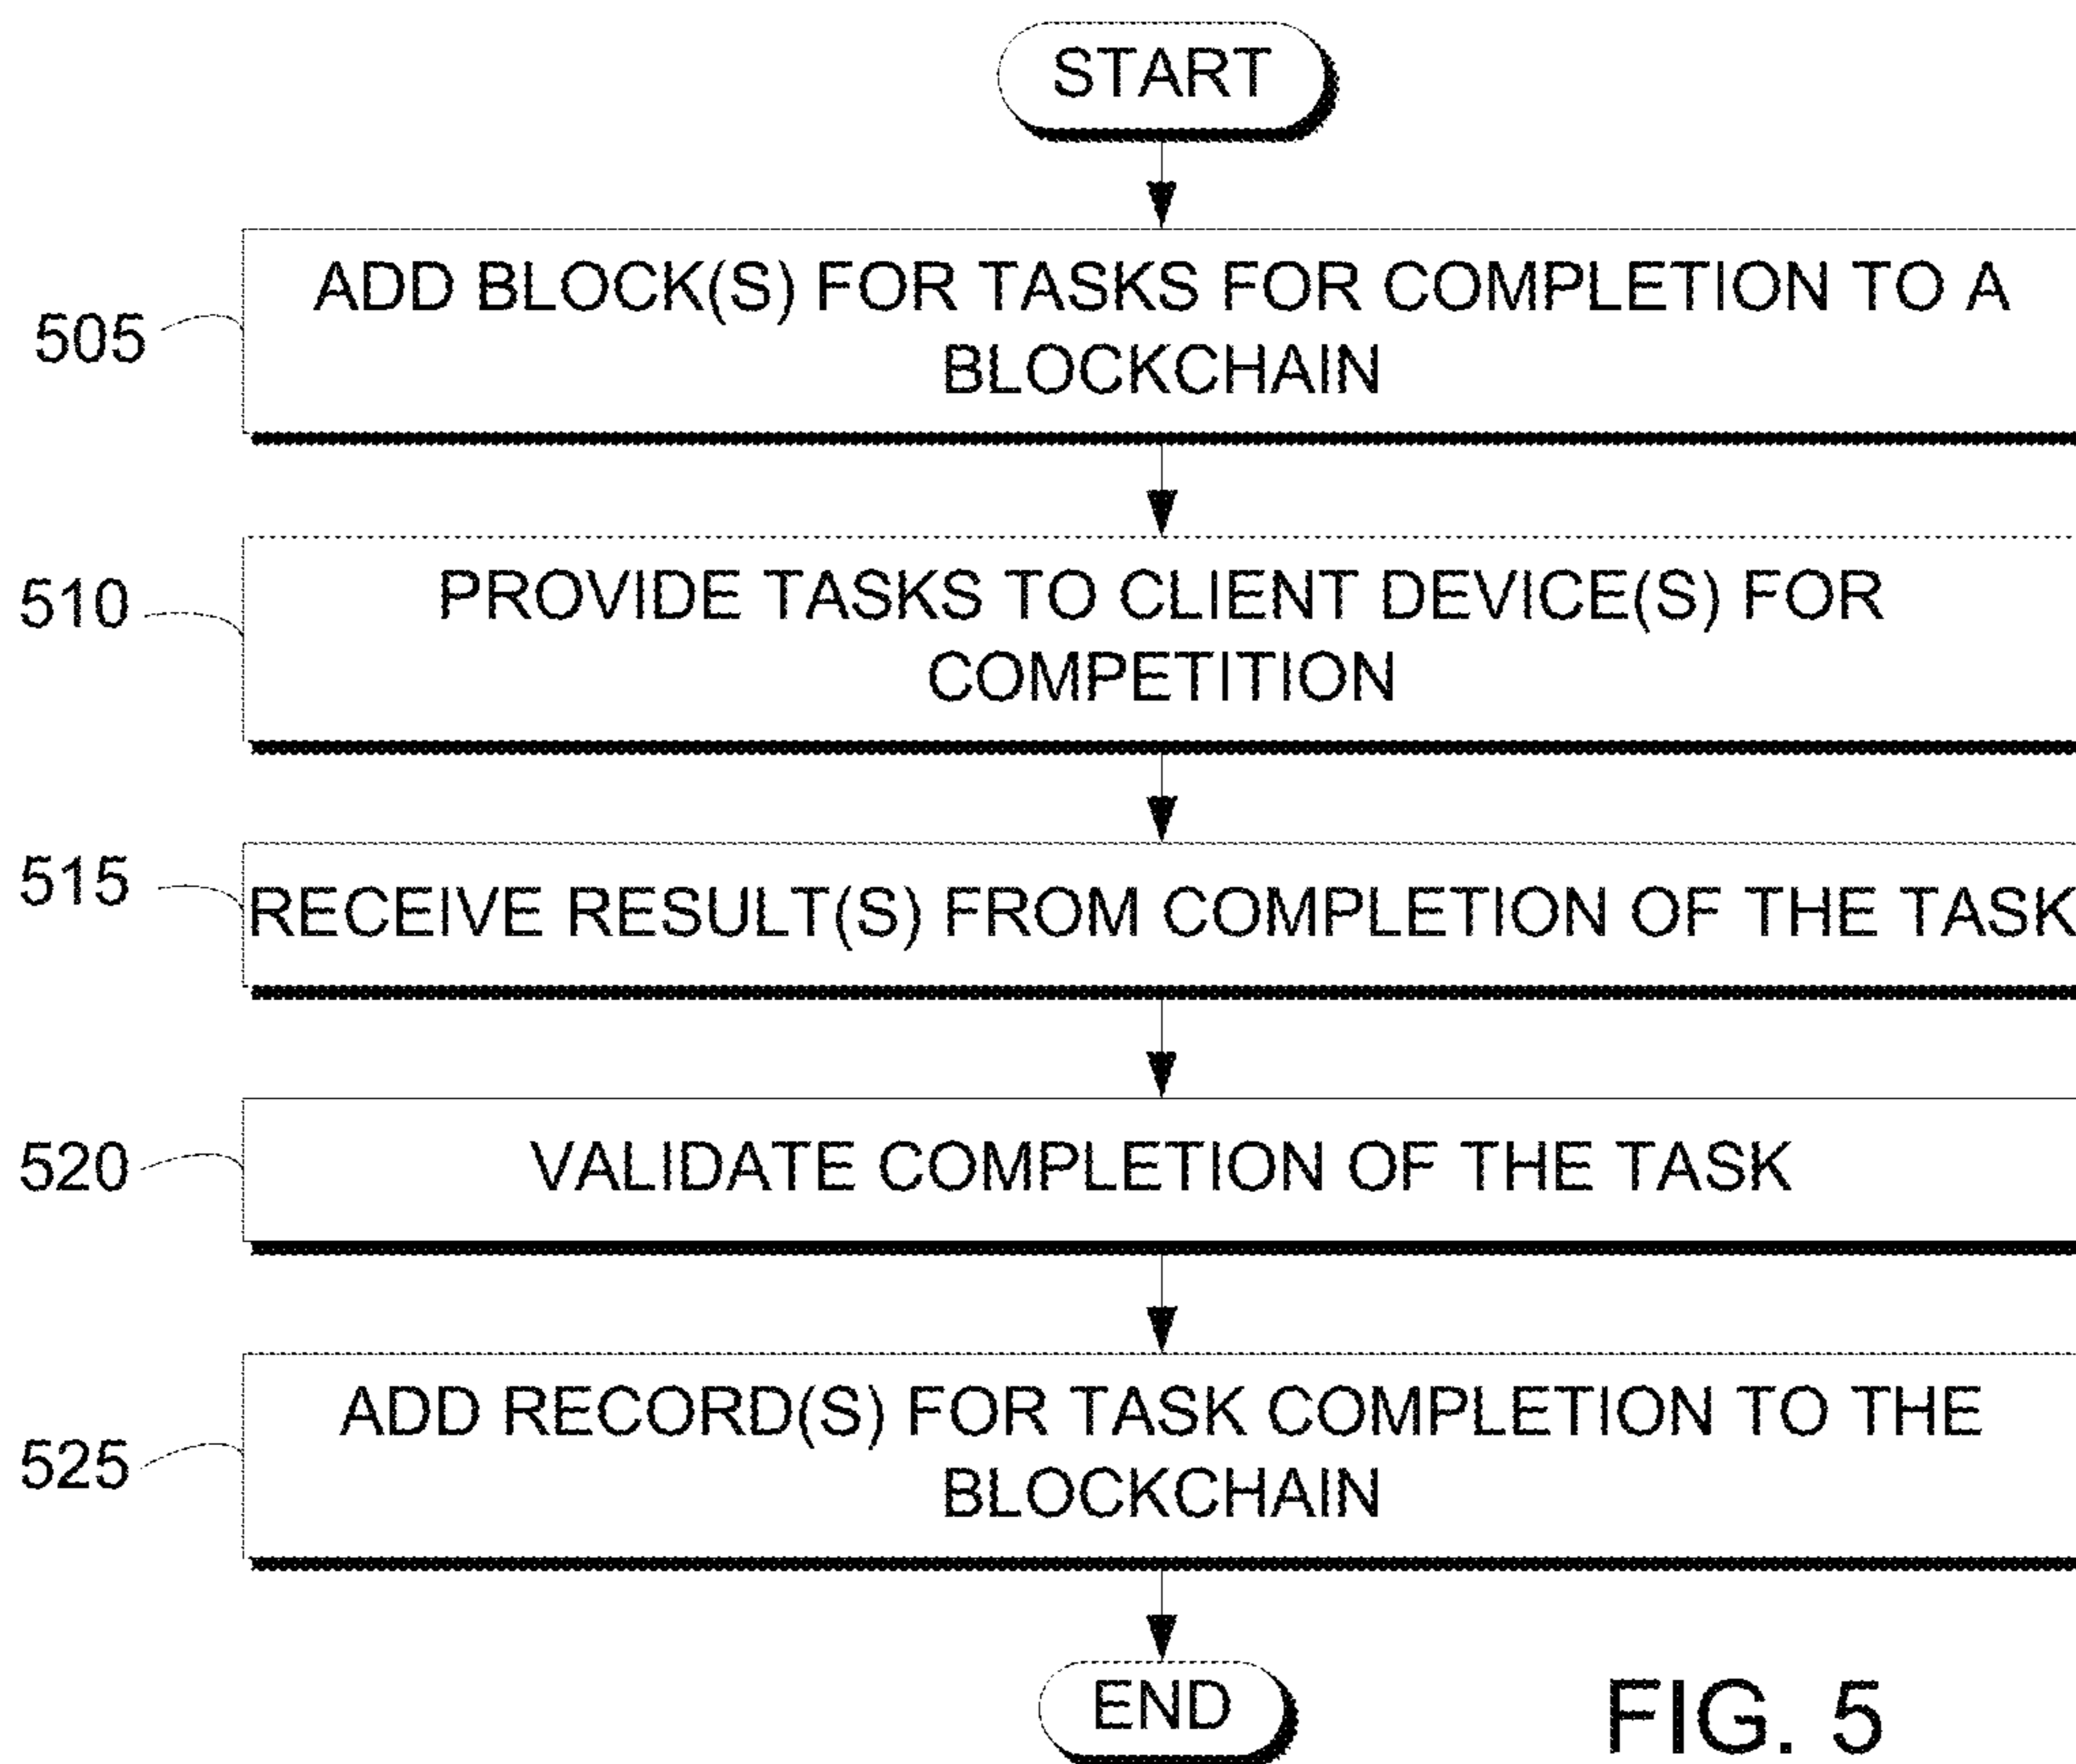 START
ADD BLOCK(S) FOR TASKS FOR COMPLETION TO A
BLOCKCHAIN
505
PROVIDE TASKS TO CLIENT DEVICE(S) FOR
COMPETITION
510
515
RECEIVE RESULT(S) FROM COMPLETION OF THE TASK
520
VALIDATE COMPLETION OF THE TASK
ADD RECORD(S) FOR TASK COMPLETION TO THE
BLOCKCHAIN
525
END
FIG. 5